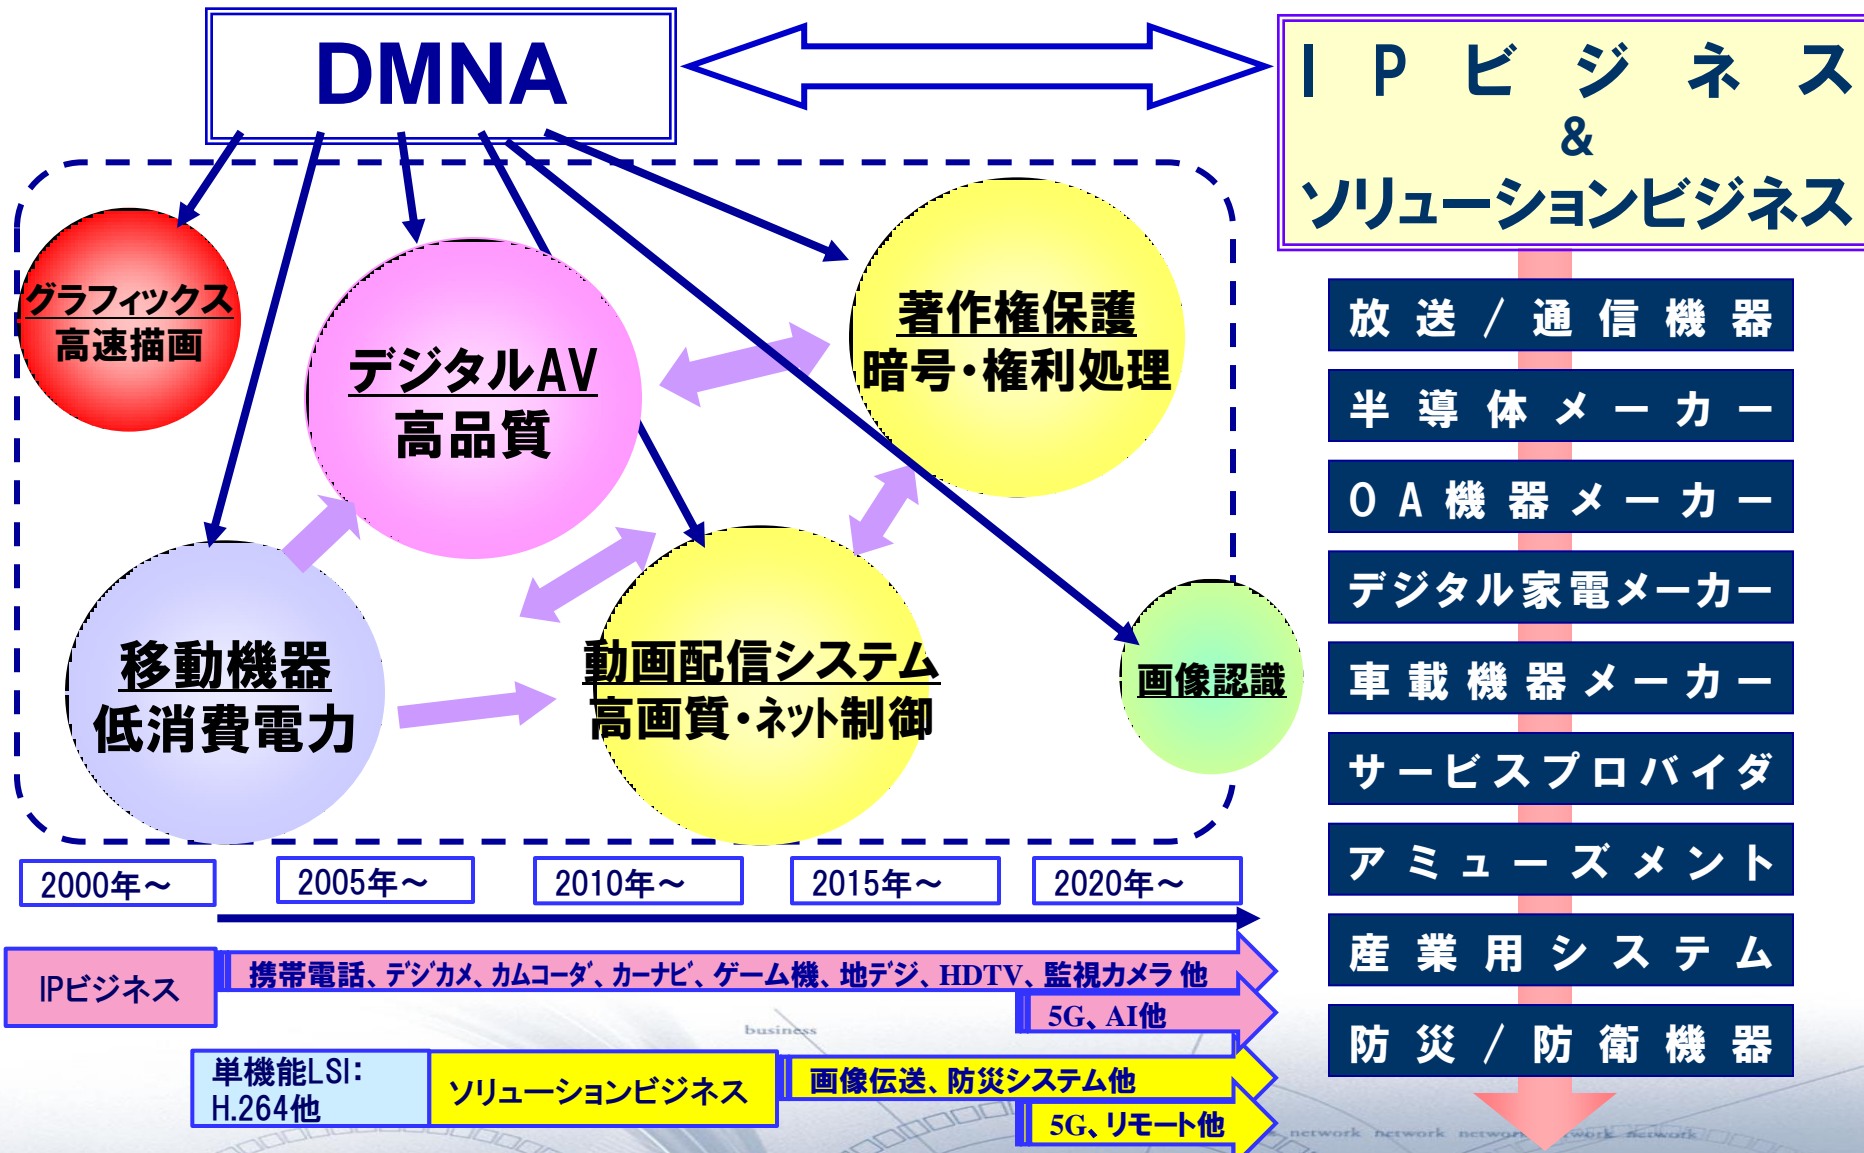 DMNA
IPビジネス
&
ソリューションビジネス
グラフィックス
高速描画
デジタルAV
高品質
著作権保護
暗号・権利処理
移動機器
低消費電力
動画配信システム
高画質・ネット制御
画像認識
放送/通信機器
半導体メーカー
OA機器メーカー
デジタル家電メーカー
車載機器メーカー
サービスプロバイダ
アミューズメント
産業用システム
防災/防衛機器
2000年～
2005年～
2010年～
2015年～
2020年～
IPビジネス
携帯電話、デジカメ、カムコーダ、カーナビ、ゲーム機、地デジ、HDTV、監視カメラ 他
5G、AI他
business
単機能LSI:
H.264他
ソリューションビジネス
画像伝送、防災システム他
5G、リモート他
network network network network network